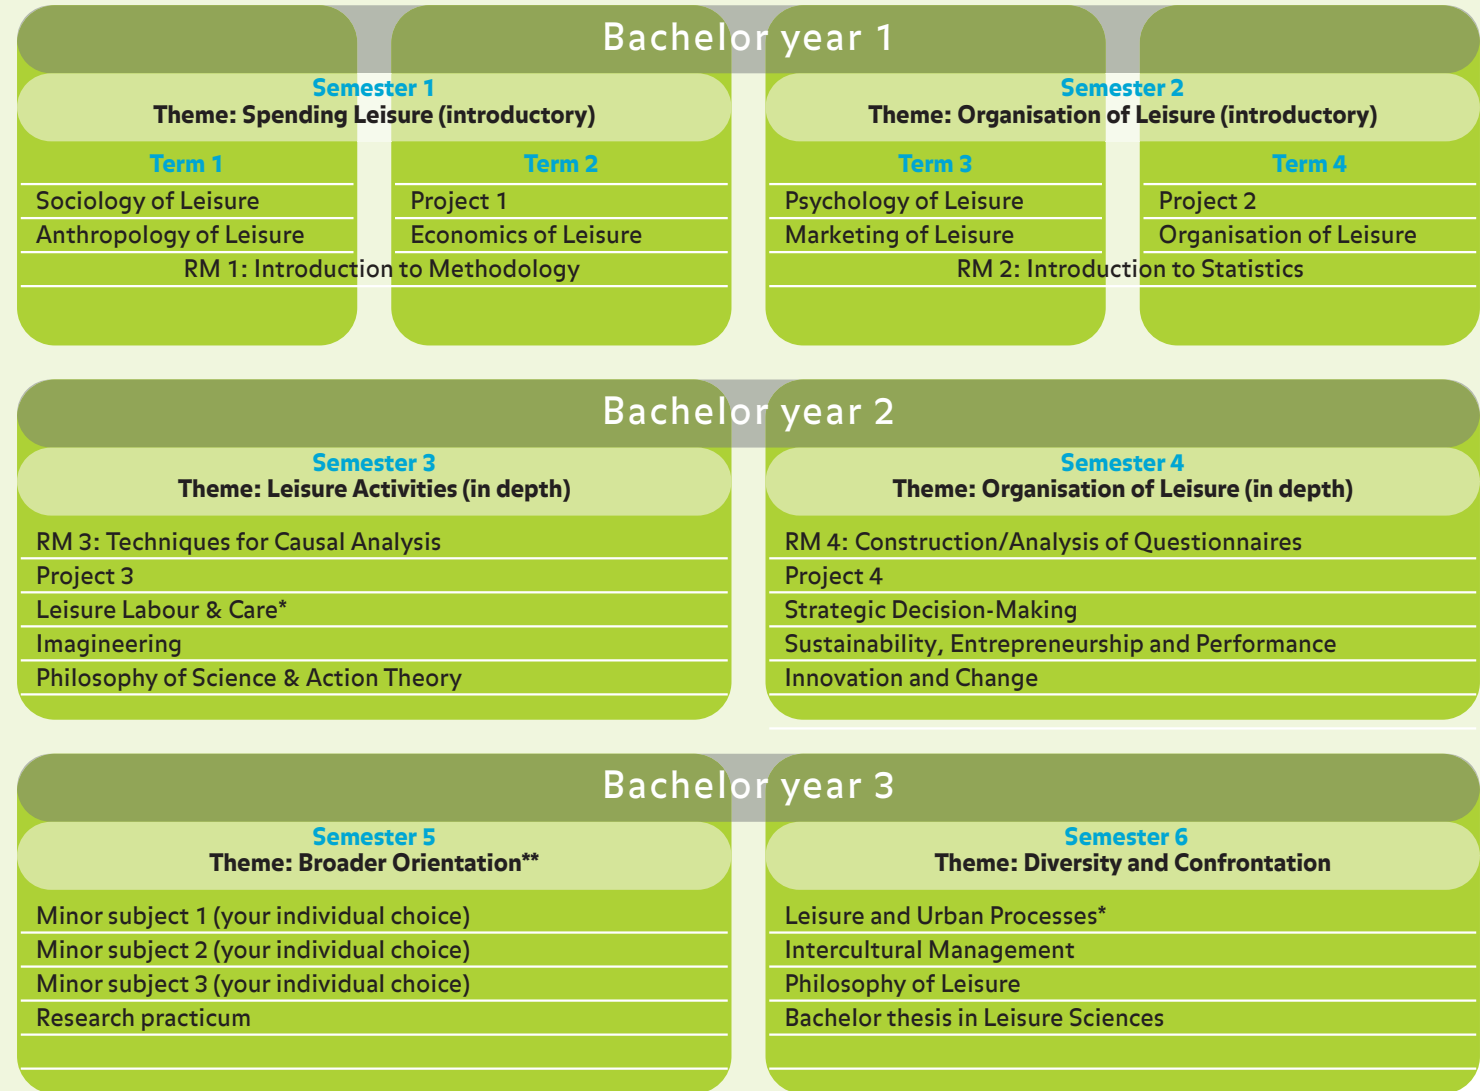 Bachelor year 1
Semester 1
Theme: Spending Leisure (introductory)
Term 1
Sociology of Leisure
Anthropology of Leisure
Term 2
Project 1
Economics of Leisure
RM 1: Introduction to Methodology
Semester 2
Theme: Organisation of Leisure (introductory)
Term 3
Psychology of Leisure
Marketing of Leisure
Term 4
Project 2
Organisation of Leisure
RM 2: Introduction to Statistics
Bachelor year 2
Semester 3
Theme: Leisure Activities (in depth)
RM 3: Techniques for Causal Analysis
Project 3
Leisure Labour & Care*
Imagineering
Philosophy of Science & Action Theory
Semester 4
Theme: Organisation of Leisure (in depth)
RM 4: Construction/Analysis of Questionnaires
Project 4
Strategic Decision-Making
Sustainability, Entrepreneurship and Performance
Innovation and Change
Bachelor year 3
Semester 5
Theme: Broader Orientation**
Minor subject 1 (your individual choice)
Minor subject 2 (your individual choice)
Minor subject 3 (your individual choice)
Research practicum
Semester 6
Theme: Diversity and Confrontation
Leisure and Urban Processes*
Intercultural Management
Philosophy of Leisure
Bachelor thesis in Leisure Sciences